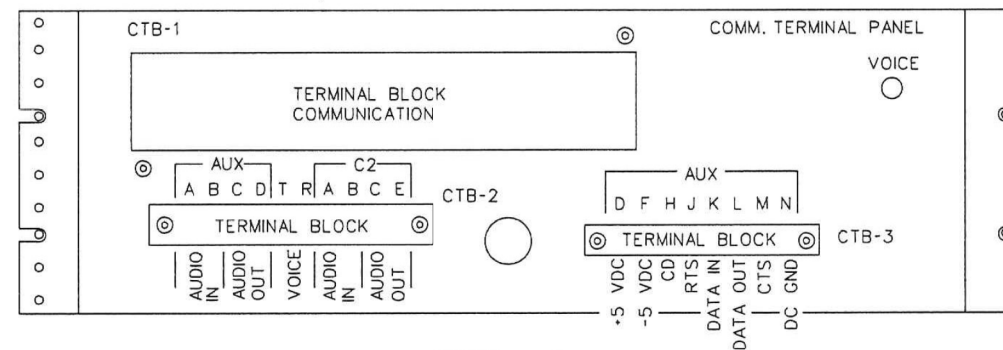 CTB-1
COMM. TERMINAL PANEL
VOICE
TERMINAL BLOCK
COMMUNICATION
AUX
C2
A B C D T R A B C E
CTB-2
TERMINAL BLOCK
AUDIO IN
AUDIO OUT
VOICE
AUDIO IN
AUDIO OUT
AUX
D F H J K L M N
TERMINAL BLOCK
CTB-3
+5 VDC
-5 VDC
CD
RTS
DATA IN
DATA OUT
CTS
DC GND